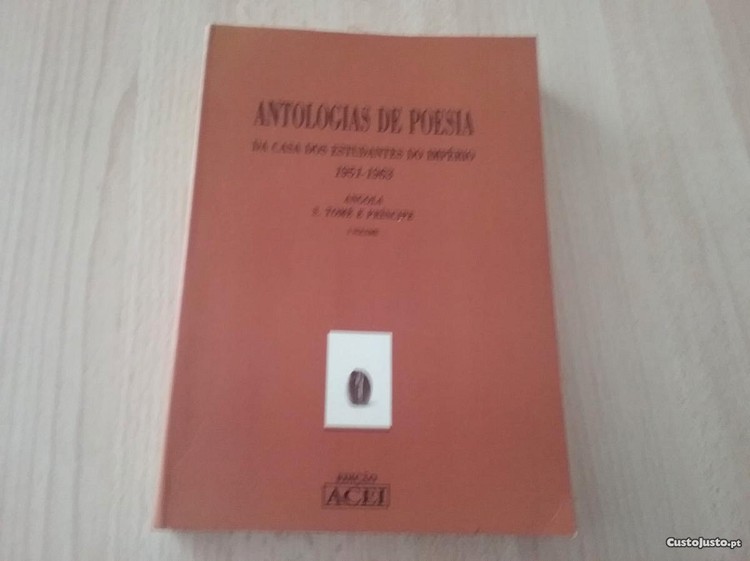 ANTOLOGIAS DE POESIA
DA CASA DOS ESTUDANTES DO IMPÉRIO
1951-1963
ANGOLA
S. TOMÉ E PRÍNCIPE
EDIÇÃO
ACEI
CustoJusto.pt